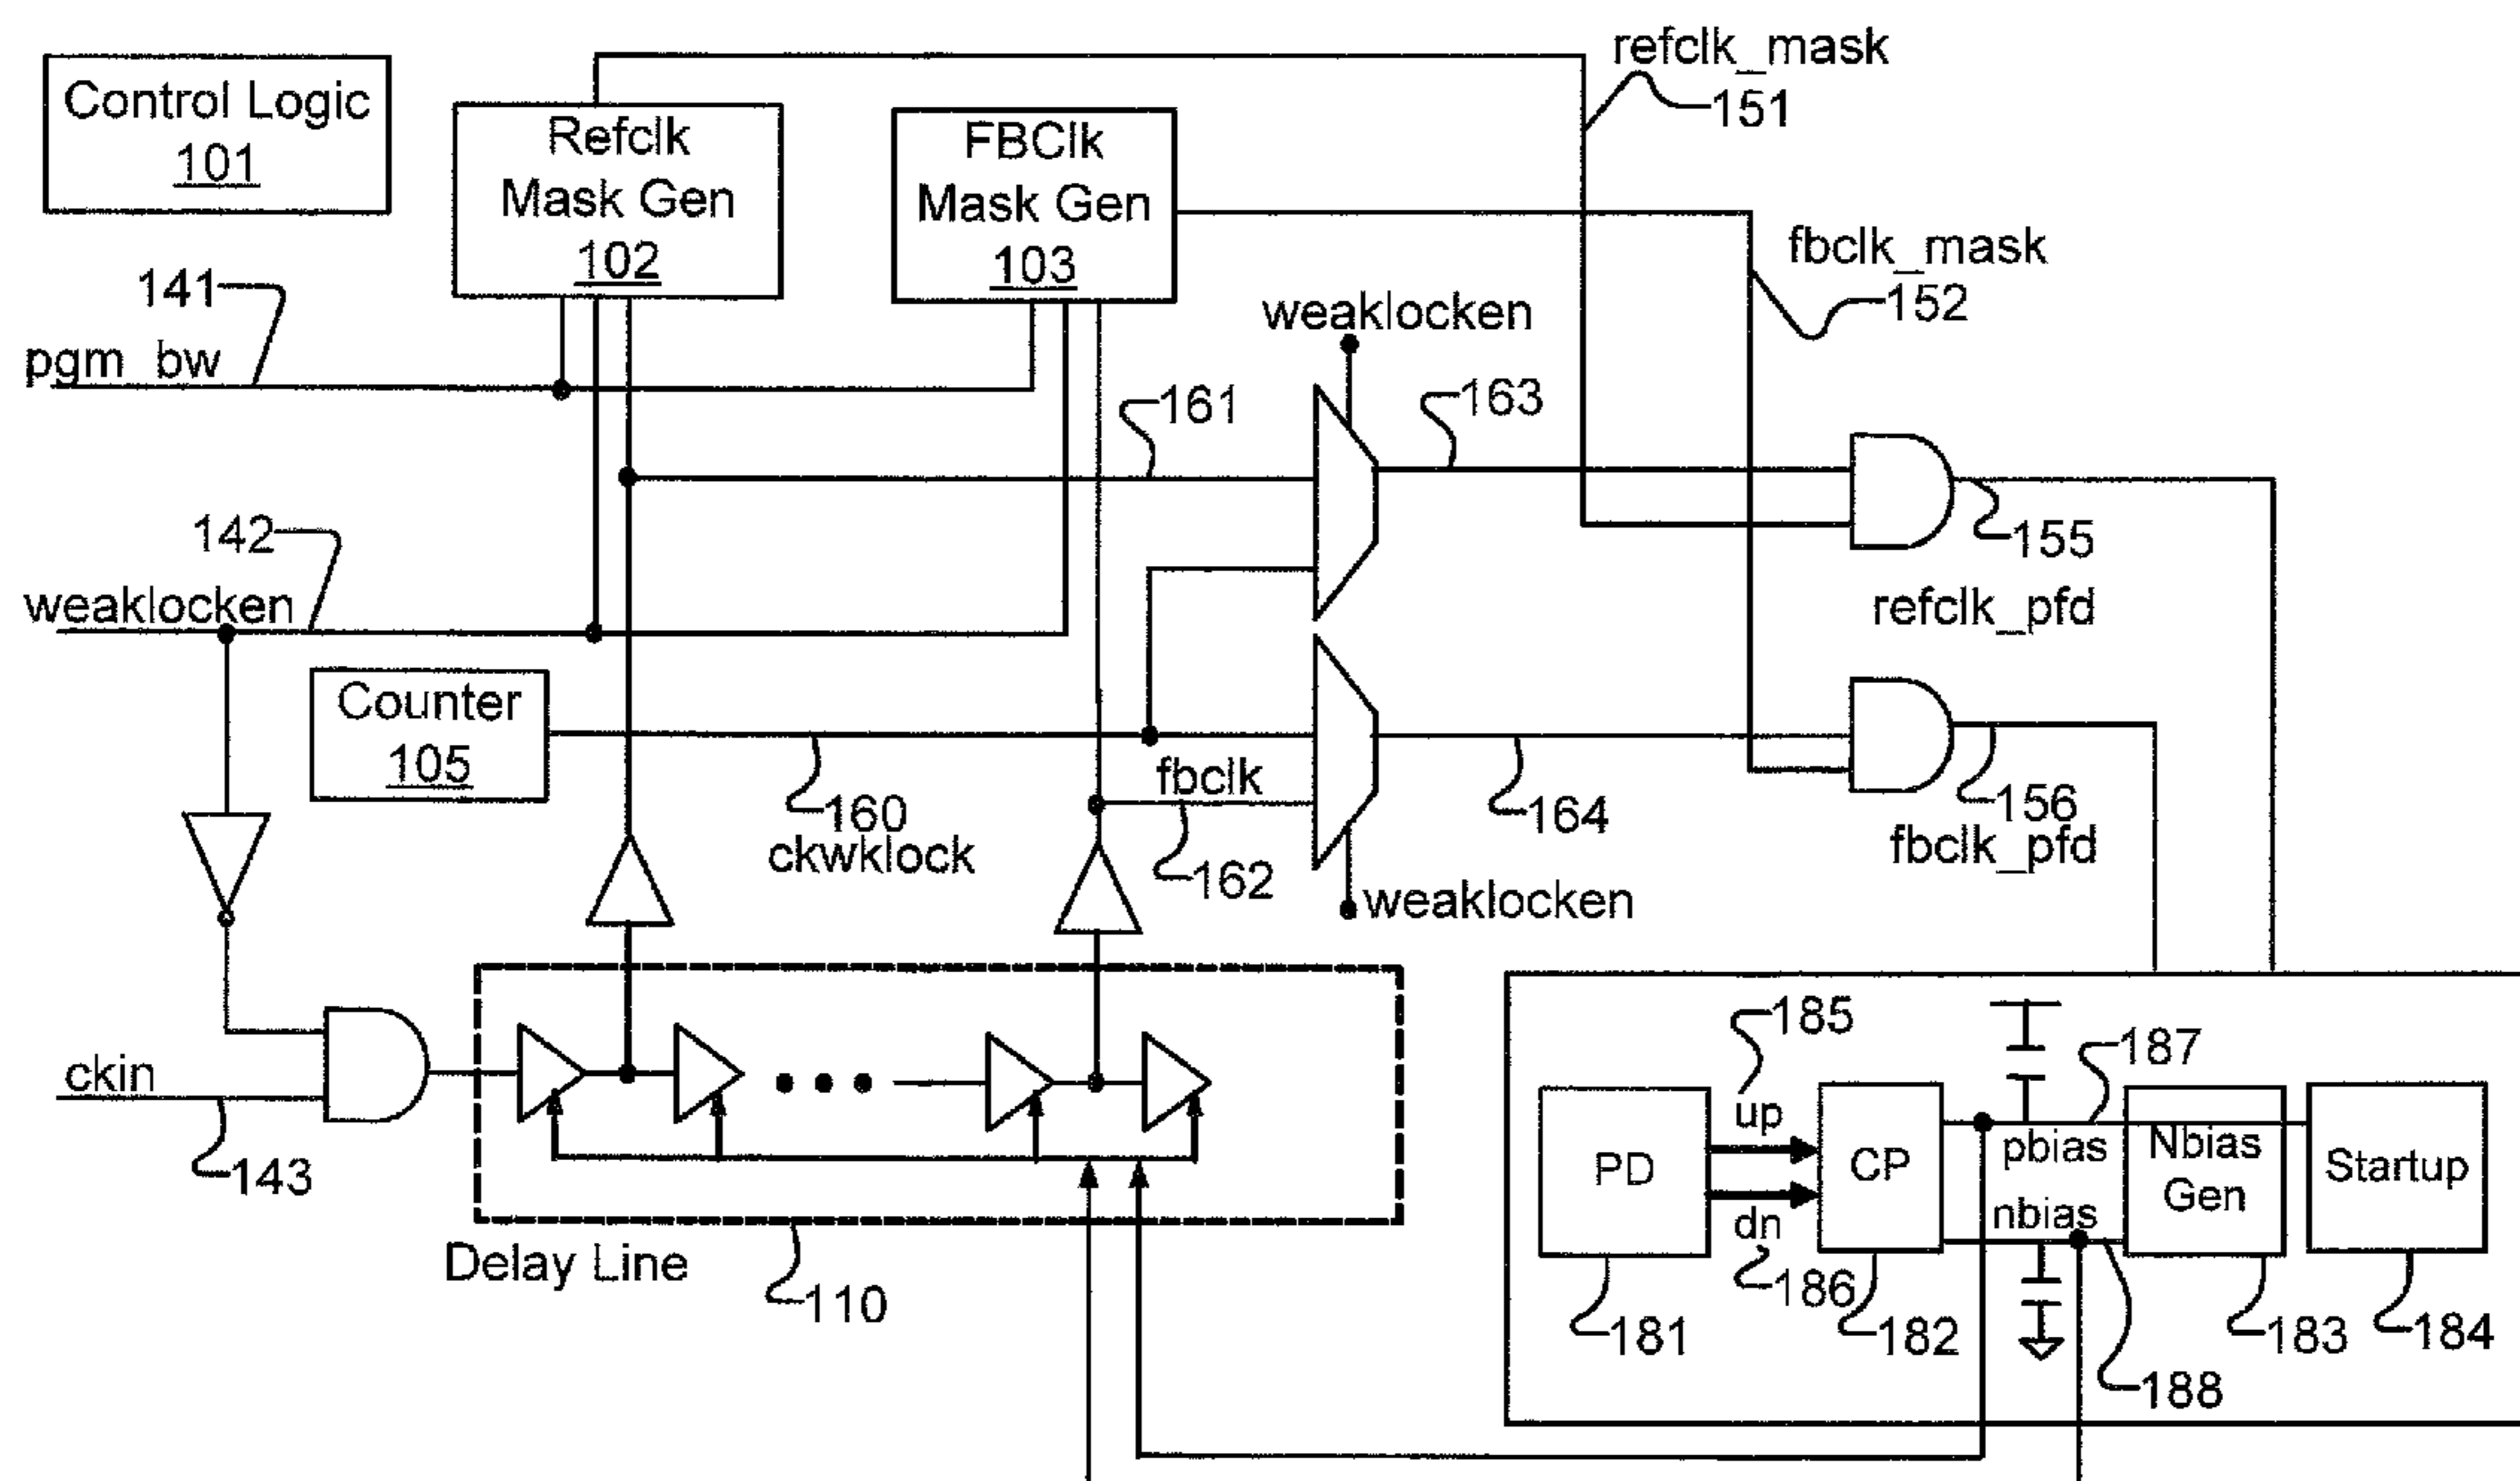 refclk_mask
151
Control Logic
101
Refclk
Mask Gen
102
FBClk
Mask Gen
103
fbclk_mask
152
141
pgm_bw
weaklocken
161
163
142
weaklocken
155
refclk_pfd
Counter
105
160
ckwklock
fbclk
162
164
156
fbclk_pfd
weaklocken
ckin
143
Delay Line
110
185
187
up
PD
CP
pbias
Nbias
Gen
Startup
dn
nbias
186
181
182
183
184
188